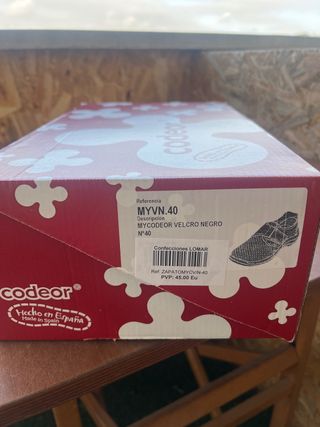 codeor
Referencia
MYVN.40
Descripción
MYCODEOR VELCRO NEGRO
Nº40
Confecciones LOMAR
Ref. ZAPATOMYCV/N-40
PVP: 45.00 Eu
codeor®
Hecho en España
Made in Spain